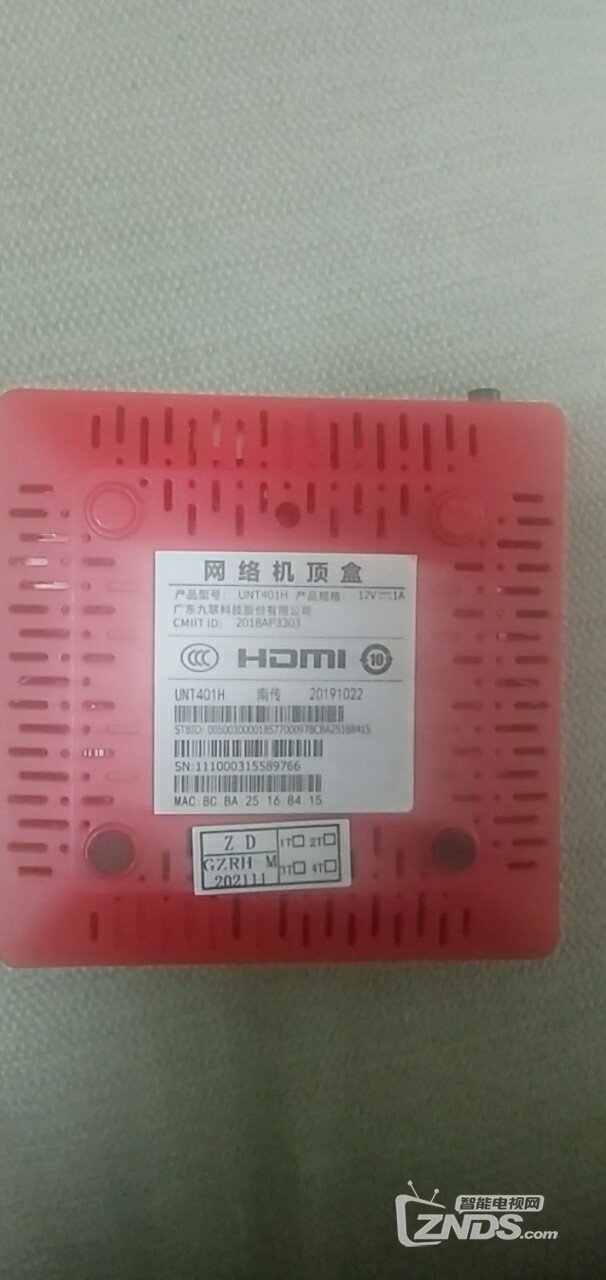 网络机顶盒
产品型号: UNT401H 产品规格: 12V⎓1A
广东九联科技股份有限公司
CMIIT ID: 2018AP3303
CCC HDMI 10
UNT401H 南传 20191022
STBID: 00500300001857700097BCBA25168415
SN:111000315589766
MAC BC BA 25 16 84 15
Z D 1T□ 2T□
GZRH M 3T□ 4T□
202111
智能电视网
ZNDS.com